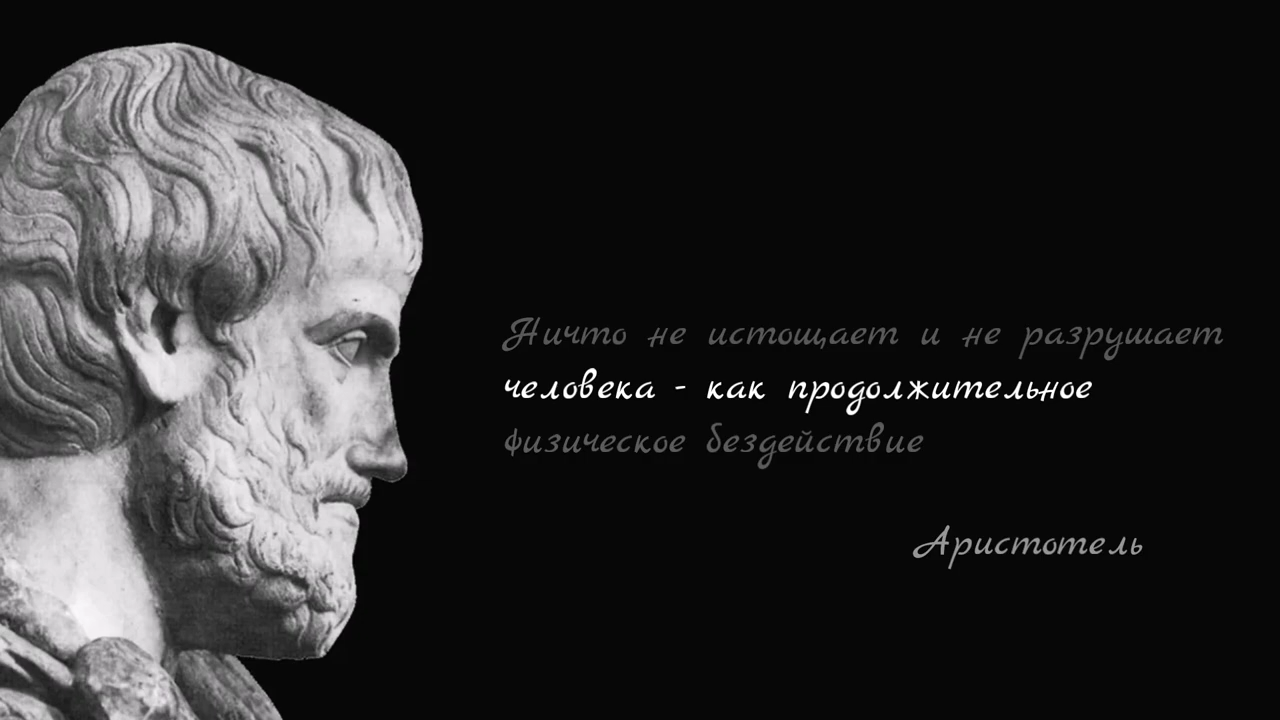 Ничто не истощает и не разрушает
человека - как продолжительное
физическое бездействие
Аристотель